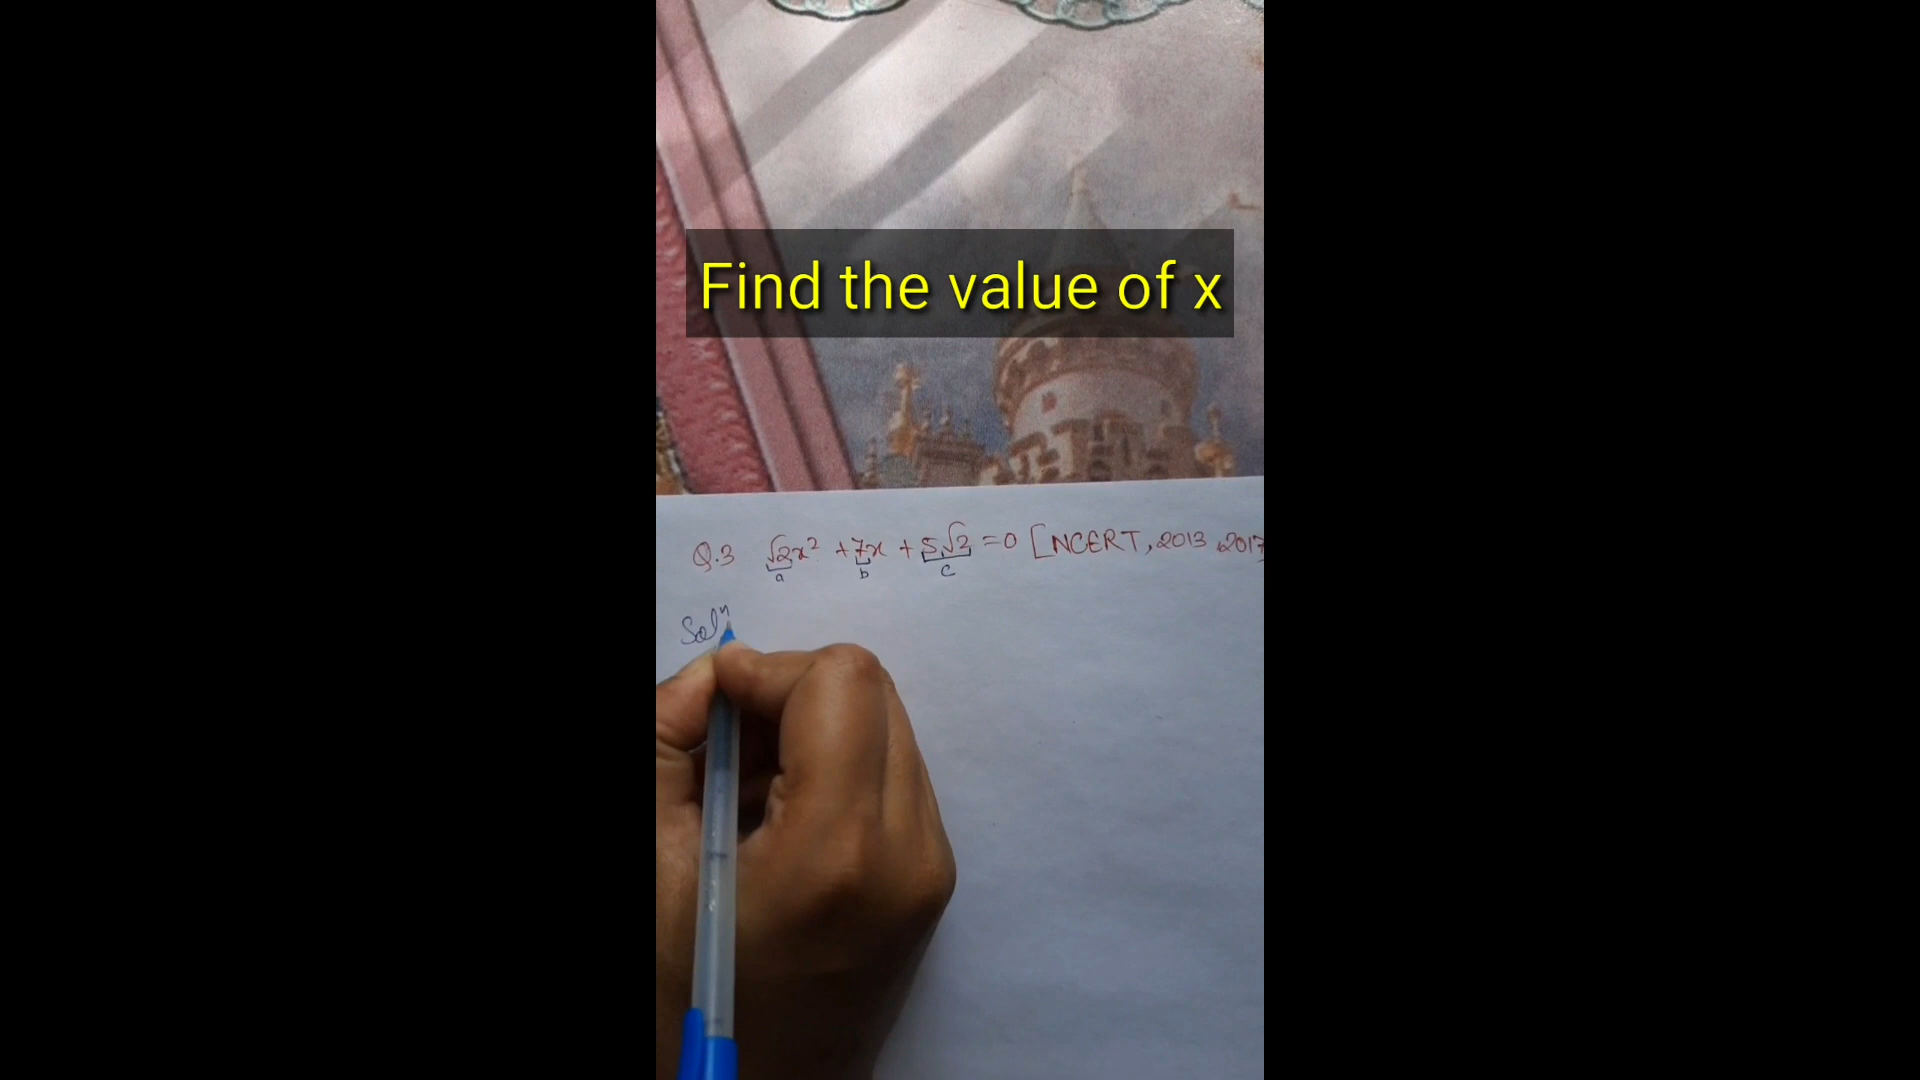 Find the value of x
Q.3 √2x² + 7x + 5√2 = 0 [NCERT, 2013, 2017
a b c
Solⁿ